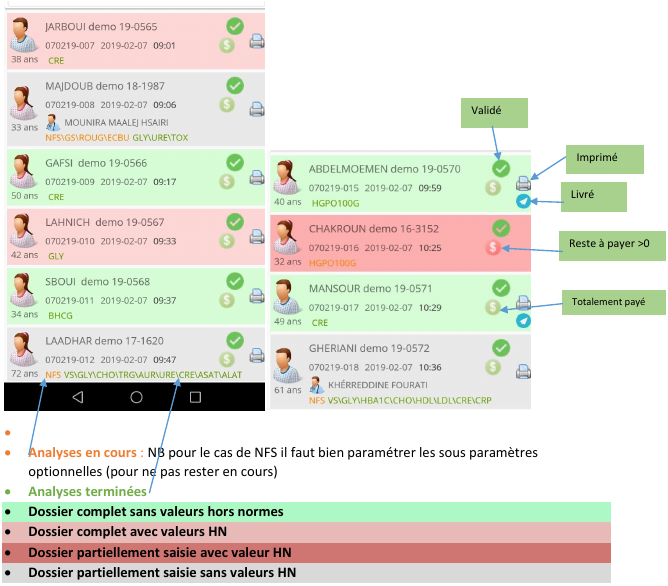 JARBOUI demo 19-0565
070219-007 2019-02-07 09:01
38 ans CRE
MAJDOUB demo 18-1987
070219-008 2019-02-07 09:06
33 ans MOUNIRA MAALEJ HSAIRI
NFS\GS\ROUG\ECBU GLY\URE\TOX
GAFSI demo 19-0566
070219-009 2019-02-07 09:17
50 ans CRE
LAHNICH demo 19-0567
070219-010 2019-02-07 09:33
42 ans GLY
SBOUI demo 19-0568
070219-011 2019-02-07 09:37
34 ans BHCG
LAADHAR demo 17-1620
070219-012 2019-02-07 09:47
72 ans NFS VS\GLY\CHO\TRG\AUR\URE\CRE\ASAT\ALAT
ABDELMOEMEN demo 19-0570
070219-015 2019-02-07 09:59
40 ans HGPO100G
CHAKROUN demo 16-3152
070219-016 2019-02-07 10:25
32 ans HGPO100G
MANSOUR demo 19-0571
070219-017 2019-02-07 10:29
49 ans CRE
GHERIANI demo 19-0572
070219-018 2019-02-07 10:36
61 ans KHÉRREDDINE FOURATI
NFS VS\GLY\HBA1C\CHO\HDL\LDL\CRE\CRP
Validé
Imprimé
Livré
Reste à payer >0
Totalement payé
•
• Analyses en cours : NB pour le cas de NFS il faut bien paramétrer les sous paramètres
optionnelles (pour ne pas rester en cours)
• Analyses terminées
• Dossier complet sans valeurs hors normes
• Dossier complet avec valeurs HN
• Dossier partiellement saisie avec valeur HN
• Dossier partiellement saisie sans valeurs HN